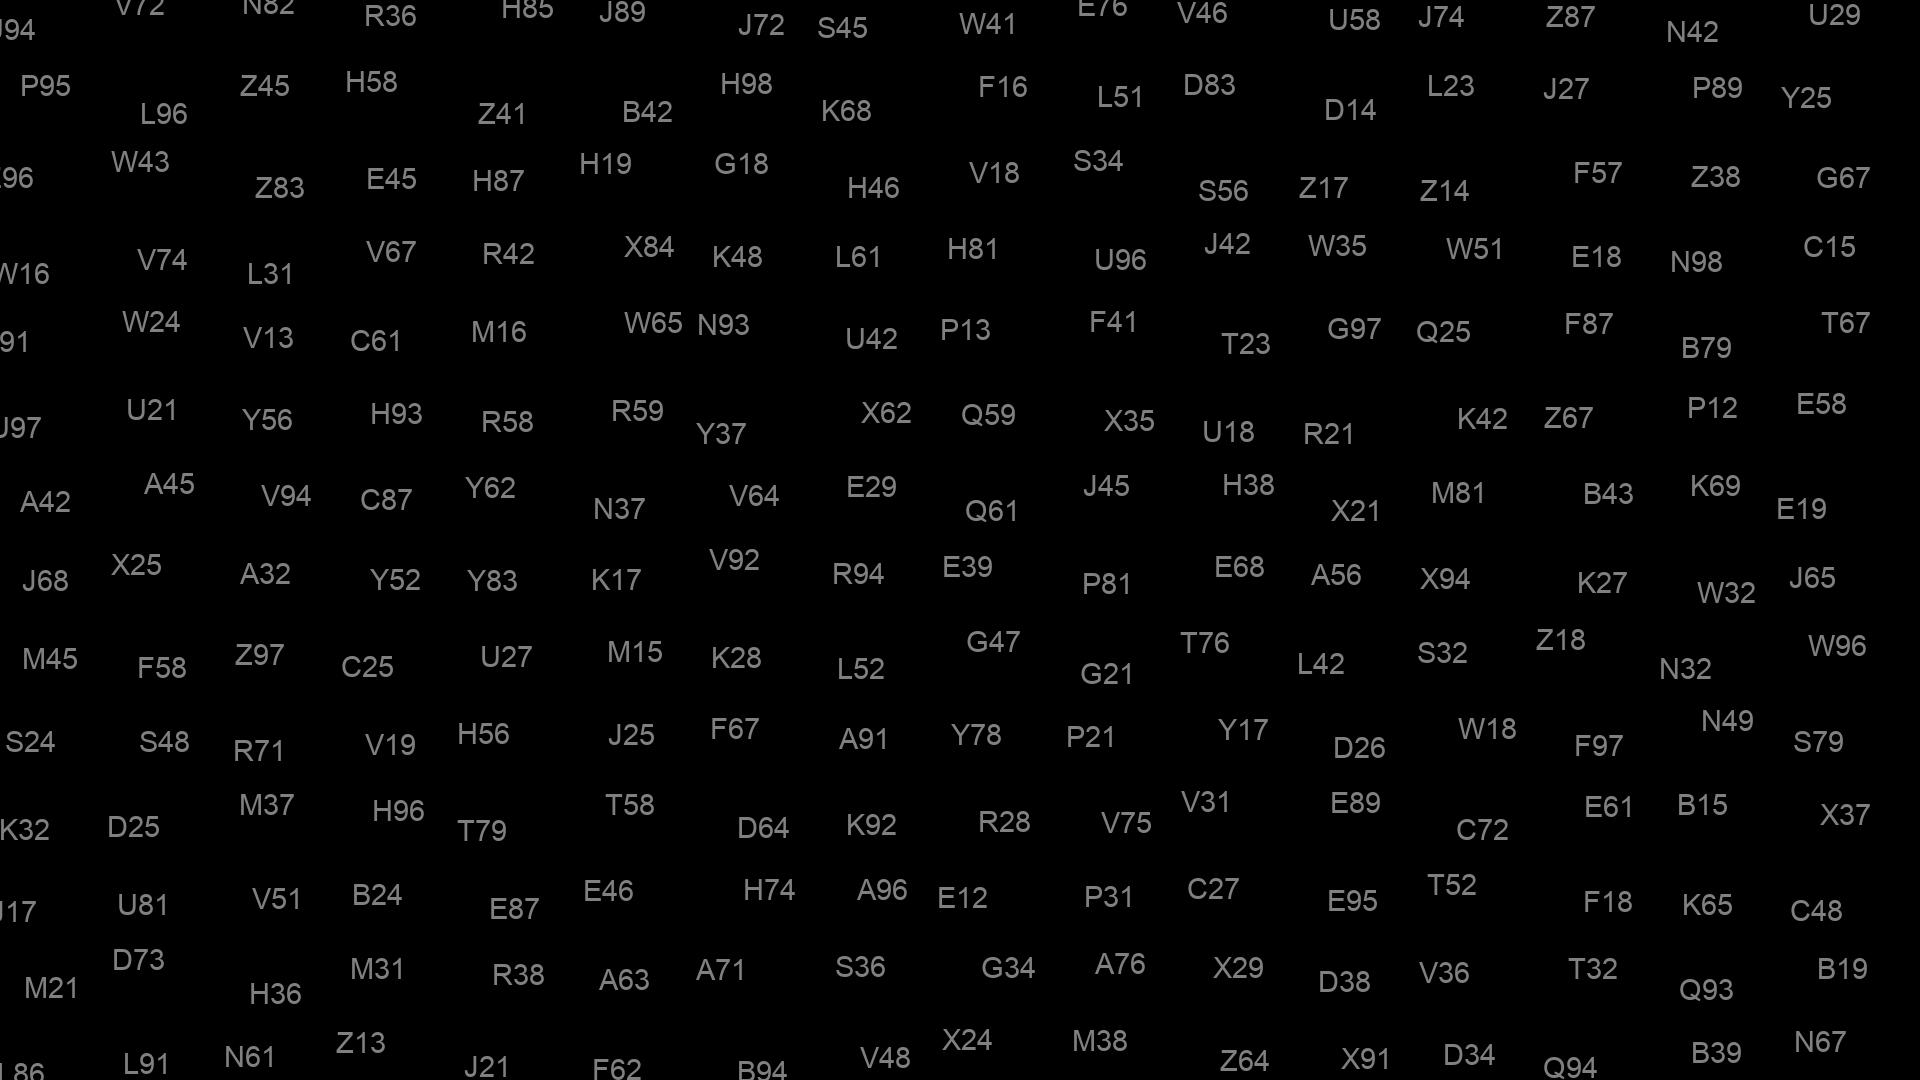 V72 N82 R36 H85 J89 J72 S45 W41 E76 V46 U58 J74 Z87 N42 U29
P95 L96 Z45 H58 Z41 B42 H98 K68 F16 L51 D83 D14 L23 J27 P89 Y25
W43 Z83 E45 H87 H19 G18 H46 V18 S34 S56 Z17 Z14 F57 Z38 G67
W16 V74 L31 V67 R42 X84 K48 L61 H81 U96 J42 W35 W51 E18 N98 C15
W24 V13 C61 M16 W65 N93 U42 P13 F41 T23 G97 Q25 F87 B79 T67
U21 Y56 H93 R58 R59 Y37 X62 Q59 X35 U18 R21 K42 Z67 P12 E58
A42 A45 V94 C87 Y62 N37 V64 E29 Q61 J45 H38 X21 M81 B43 K69 E19
J68 X25 A32 Y52 Y83 K17 V92 R94 E39 P81 E68 A56 X94 K27 W32 J65
M45 F58 Z97 C25 U27 M15 K28 L52 G47 G21 T76 L42 S32 Z18 N32 W96
S24 S48 R71 V19 H56 J25 F67 A91 Y78 P21 Y17 D26 W18 F97 N49 S79
K32 D25 M37 H96 T79 T58 D64 K92 R28 V75 V31 E89 C72 E61 B15 X37
U81 V51 B24 E87 E46 H74 A96 E12 P31 C27 E95 T52 F18 K65 C48
M21 D73 H36 M31 R38 A63 A71 S36 G34 A76 X29 D38 V36 T32 Q93 B19
L86 L91 N61 Z13 J21 F62 B94 V48 X24 M38 Z64 X91 D34 Q94 B39 N67